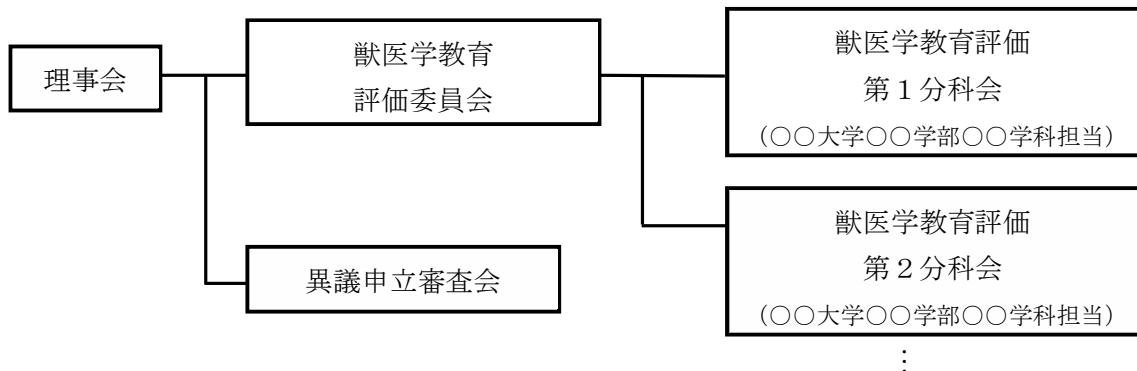 理事会
獣医学教育
評価委員会
異議申立審査会
獣医学教育評価
第１分科会
（○○大学○○学部○○学科担当）
獣医学教育評価
第２分科会
（○○大学○○学部○○学科担当）
⋮